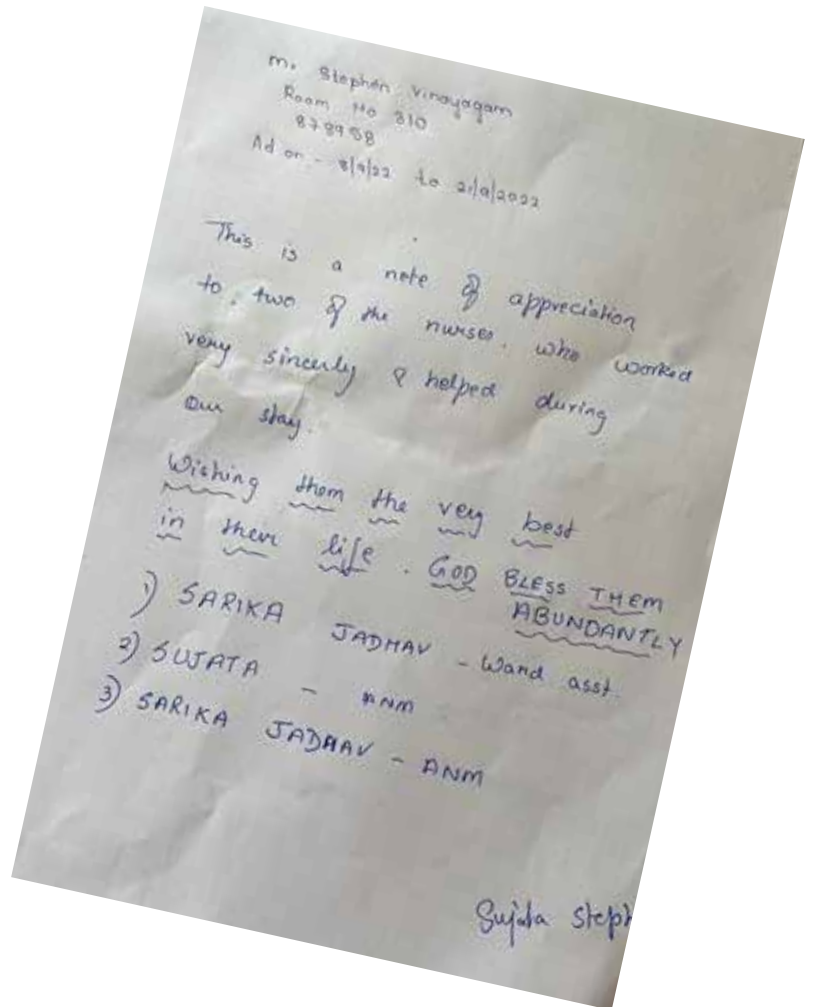 M. Stephen Vinayagam
Room No 310
878958
Ad on - 8/9/22 to 21/9/2022
This is a note of appreciation
to, two of the nurses. who worked
very sincerly & helped during
Our stay.
Wishing them the very best
in their life. GOD BLESS THEM
ABUNDANTLY
1) SARIKA JADHAV - Ward asst.
2) SUJATA - ANM
3) SARIKA JADHAV - ANM
Sujata Steph